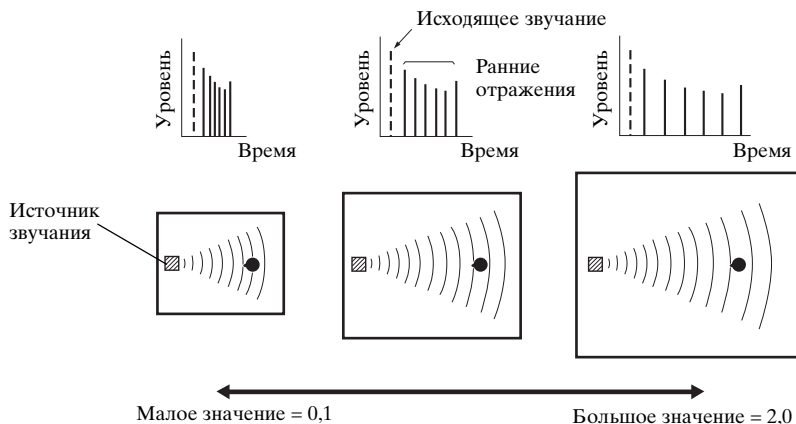 Исходящее звучание
Уровень
Время
Уровень
Ранние
отражения
Время
Уровень
Время
Источник
звучания
Малое значение = 0,1
Большое значение = 2,0